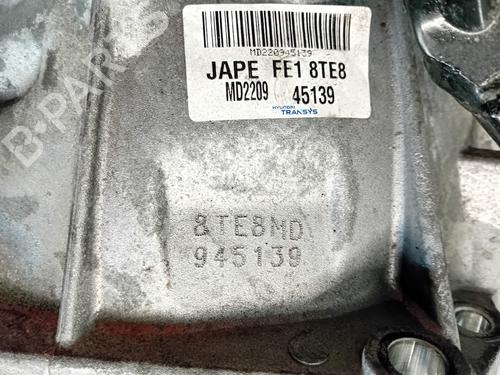 MD220945139
JAPE FE1 8TE8
MD2209 45139
HYUNDAI
TRANSYS
8TE8MD
945139
B-PARTS